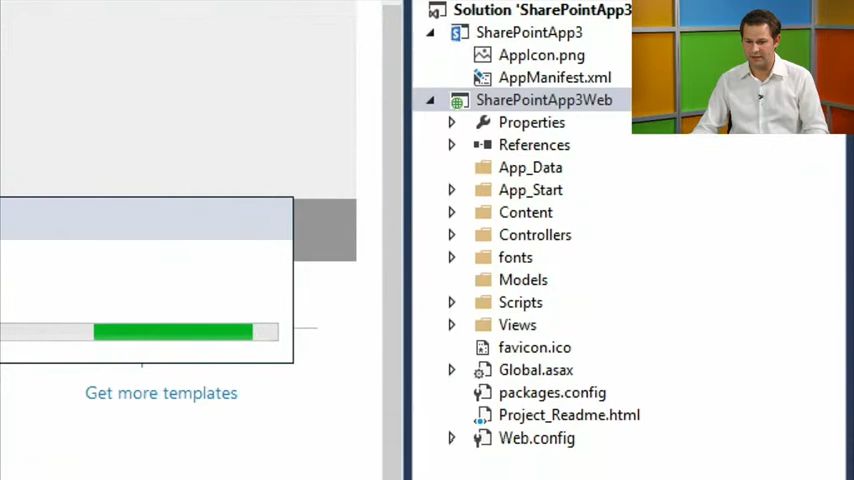 Solution 'SharePointApp3
SharePointApp3
AppIcon.png
AppManifest.xml
SharePointApp3Web
Properties
References
App_Data
App_Start
Content
Controllers
fonts
Models
Scripts
Views
favicon.ico
Global.asax
packages.config
Project_Readme.html
Web.config
Get more templates